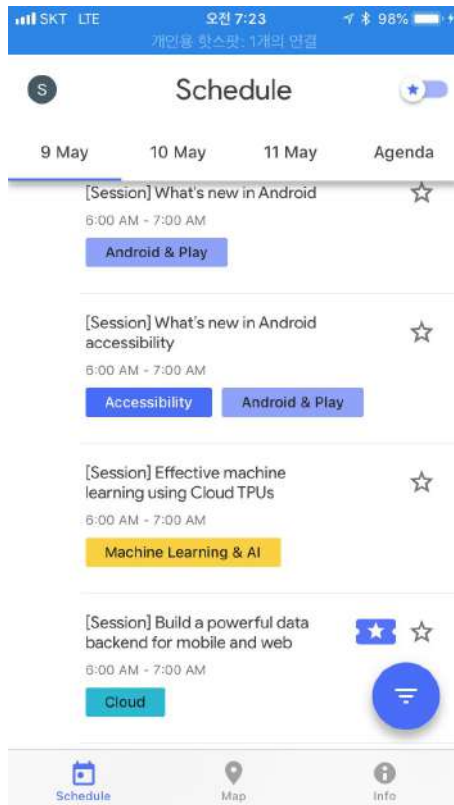 SKT LTE 오전 7:23 98%
개인용 핫스팟: 1개의 연결
S Schedule
9 May 10 May 11 May Agenda
[Session] What's new in Android
6:00 AM - 7:00 AM
Android & Play
[Session] What's new in Android
accessibility
6:00 AM - 7:00 AM
Accessibility Android & Play
[Session] Effective machine
learning using Cloud TPUs
6:00 AM - 7:00 AM
Machine Learning & AI
[Session] Build a powerful data
backend for mobile and web
6:00 AM - 7:00 AM
Cloud
Schedule Map Info